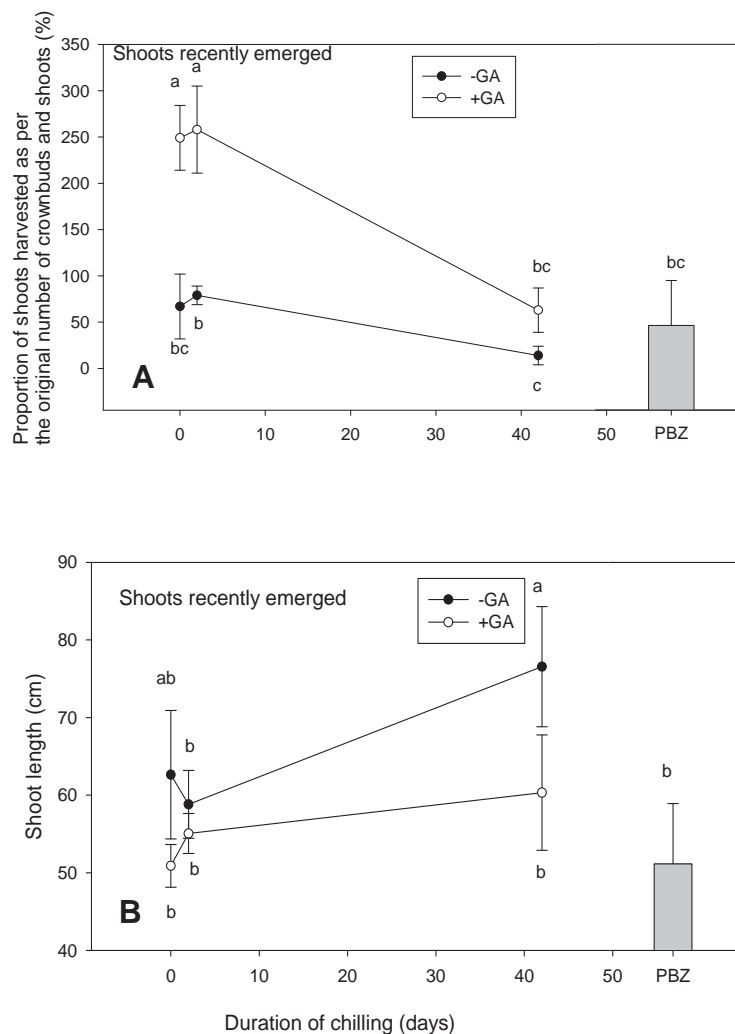 Shoots recently emerged
-GA
+GA
Proportion of shoots harvested as per
the original number of crownbuds and shoots (%)
350
300
250
200
150
100
50
0
a
a
bc
b
bc
c
bc
A
0
10
20
30
40
50
PBZ
Shoots recently emerged
-GA
+GA
Shoot length (cm)
90
80
70
60
50
40
ab
b
a
b
b
b
b
B
0
10
20
30
40
50
PBZ
Duration of chilling (days)